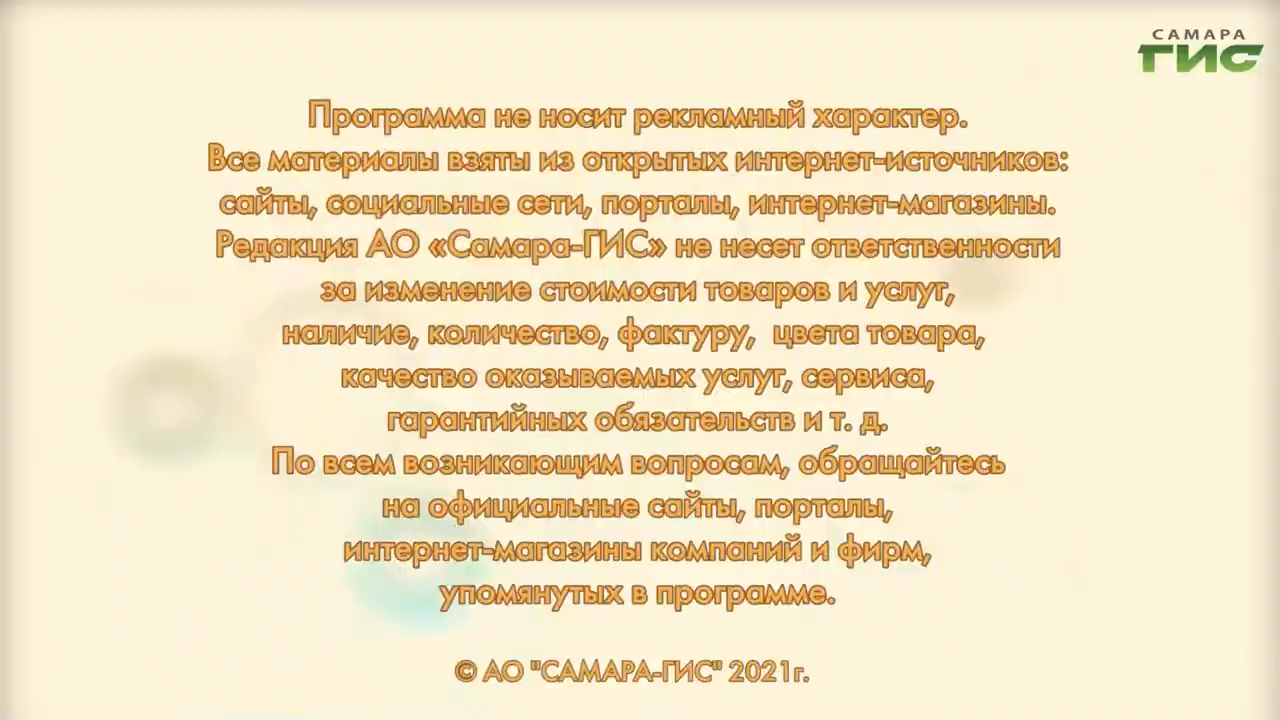 САМАРА
ГИС
Программа не носит рекламный характер.
Все материалы взяты из открытых интернет-источников:
сайты, социальные сети, порталы, интернет-магазины.
Редакция АО «Самара-ГИС» не несет ответственности
за изменение стоимости товаров и услуг,
наличие, количество, фактуру, цвета товара,
качество оказываемых услуг, сервиса,
гарантийных обязательств и т. д.
По всем возникающим вопросам, обращайтесь
на официальные сайты, порталы,
интернет-магазины компаний и фирм,
упомянутых в программе.
© АО "САМАРА-ГИС" 2021г.